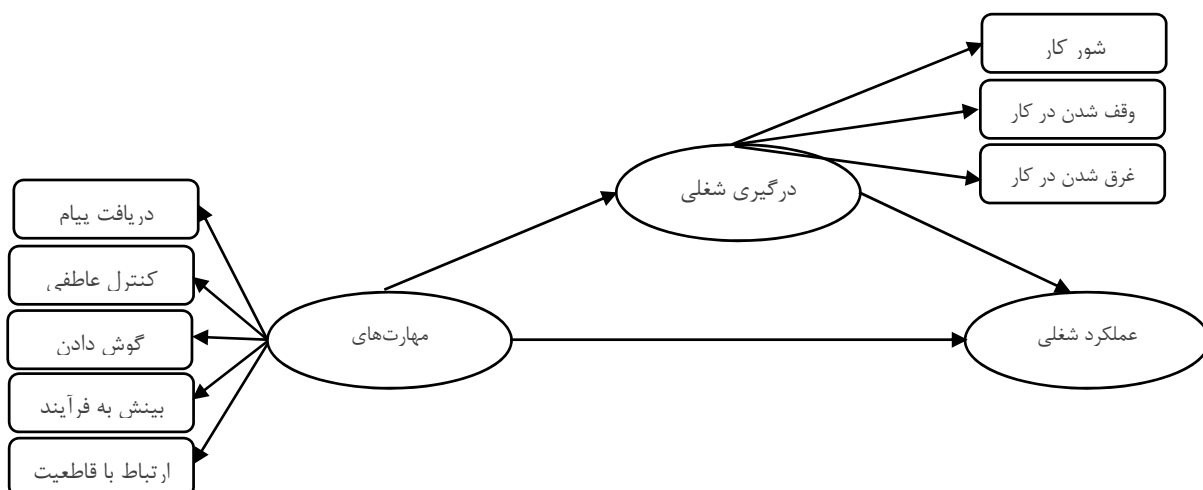 شور کار
وقف شدن در کار
غرق شدن در کار
درگیری شغلی
دریافت پیام
کنترل عاطفی
گوش دادن
بینش به فرآیند
ارتباط با قاطعیت
مهارت‌های
عملکرد شغلی